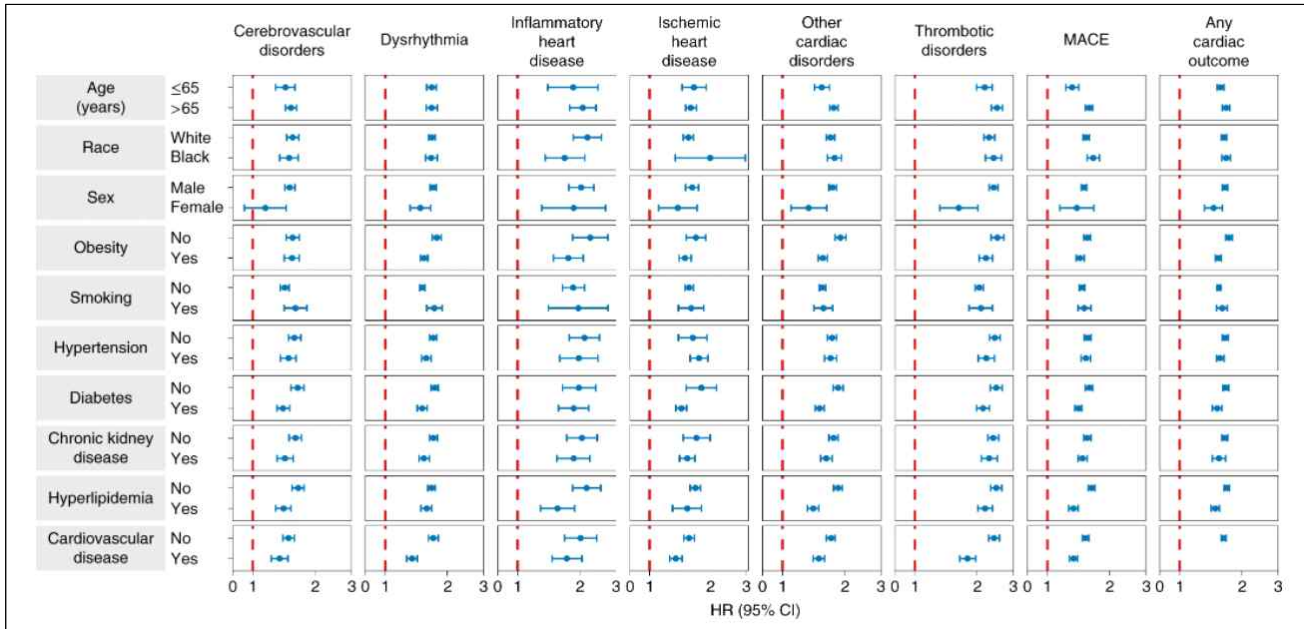 Cerebrovascular
disorders
Dysrhythmia
Inflammatory
heart
disease
Ischemic
heart
disease
Other
cardiac
disorders
Thrombotic
disorders
MACE
Any
cardiac
outcome
Age
(years)
≤65
>65
Race
White
Black
Sex
Male
Female
Obesity
No
Yes
Smoking
No
Yes
Hypertension
No
Yes
Diabetes
No
Yes
Chronic kidney
disease
No
Yes
Hyperlipidemia
No
Yes
Cardiovascular
disease
No
Yes
0 1 2 3 0 1 2 3 0 1 2 3 0 1 2 3 0 1 2 3 0 1 2 3 0 1 2 3 0 1 2 3
HR (95% CI)